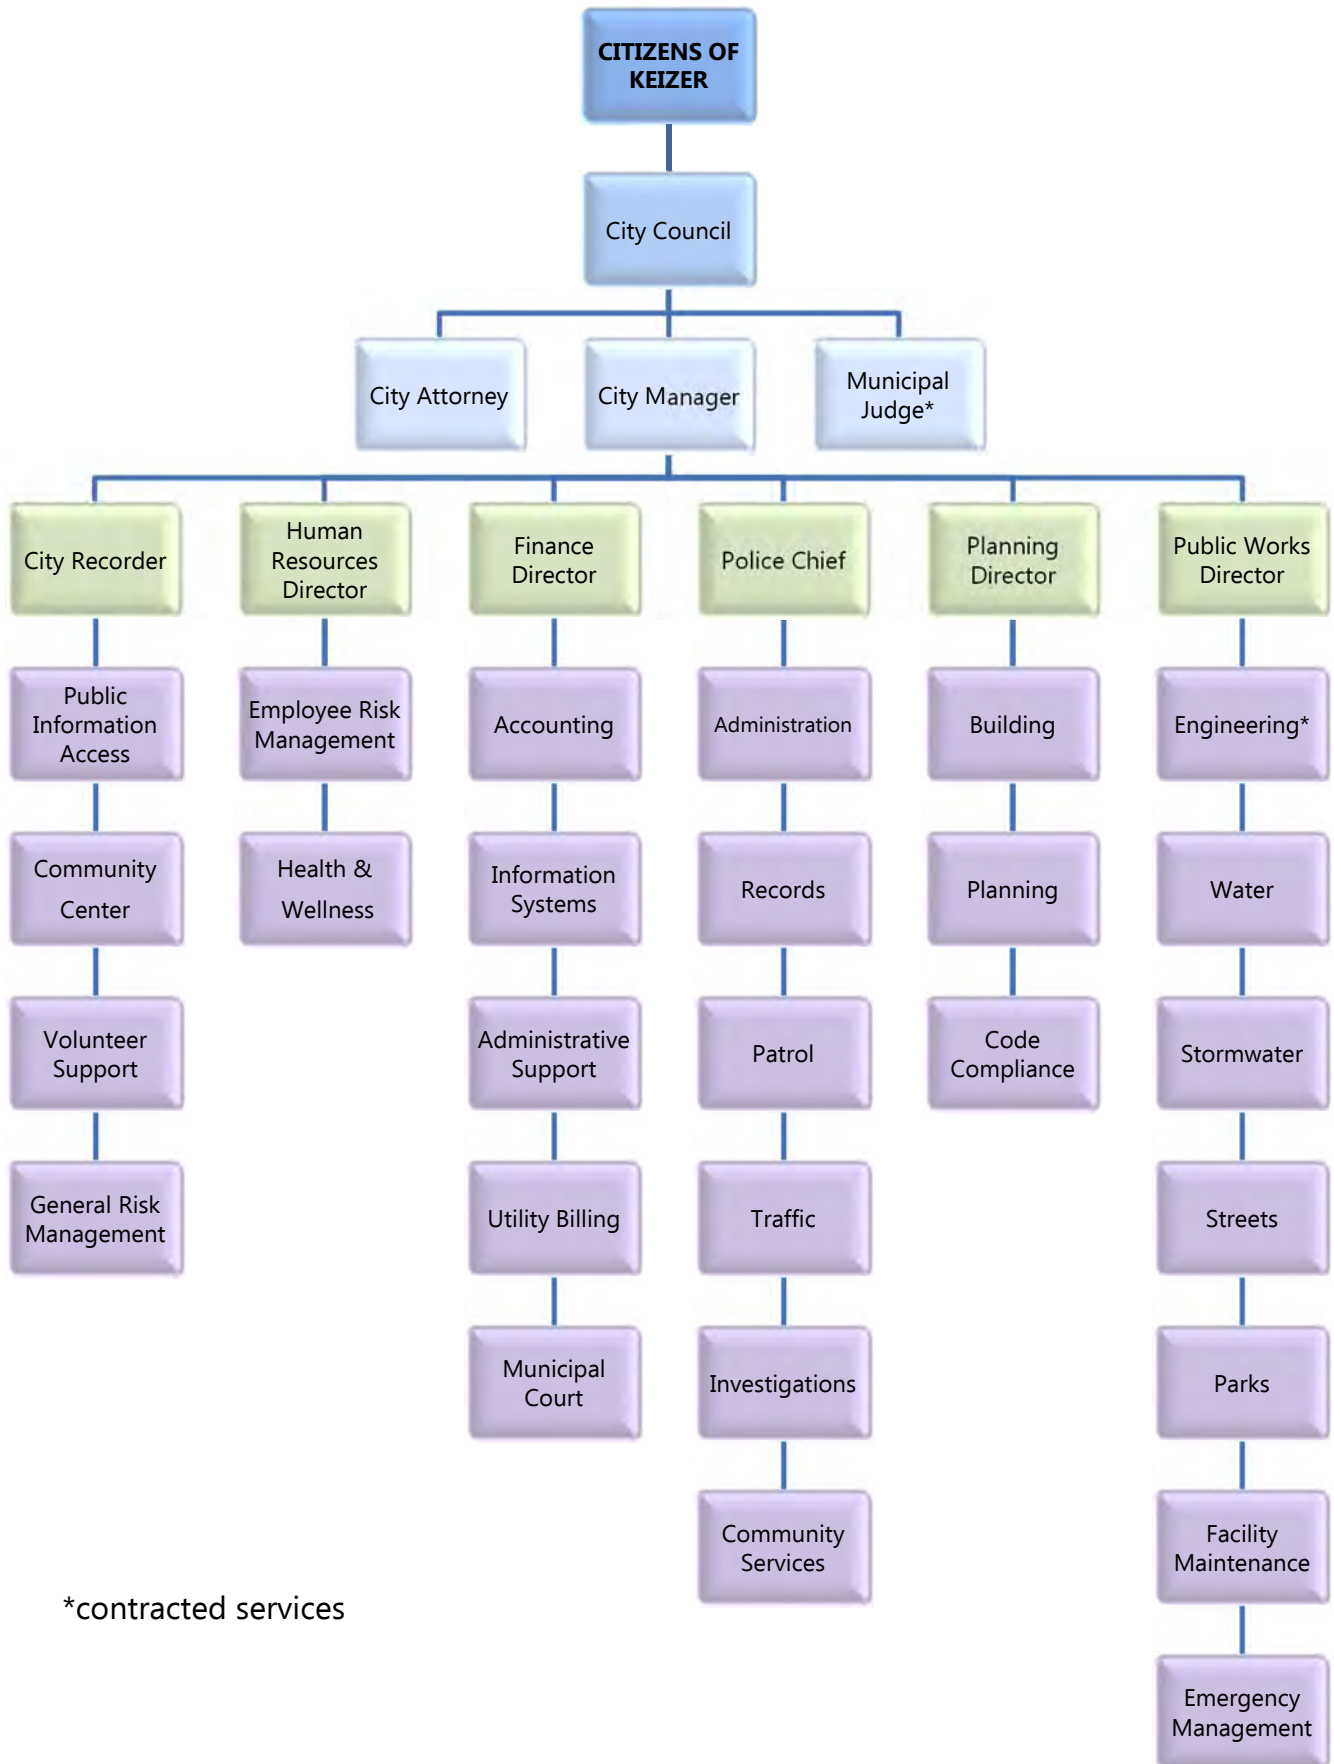 CITIZENS OF
KEIZER
City Council
City Attorney
City Manager
Municipal
Judge*
City Recorder
Human
Resources
Director
Finance
Director
Police Chief
Planning
Director
Public Works
Director
Public
Information
Access
Employee Risk
Management
Accounting
Administration
Building
Engineering*
Community
Center
Health &
Wellness
Information
Systems
Records
Planning
Water
Volunteer
Support
Administrative
Support
Patrol
Code
Compliance
Stormwater
General Risk
Management
Utility Billing
Traffic
Streets
Municipal
Court
Investigations
Parks
Community
Services
Facility
Maintenance
*contracted services
Emergency
Management